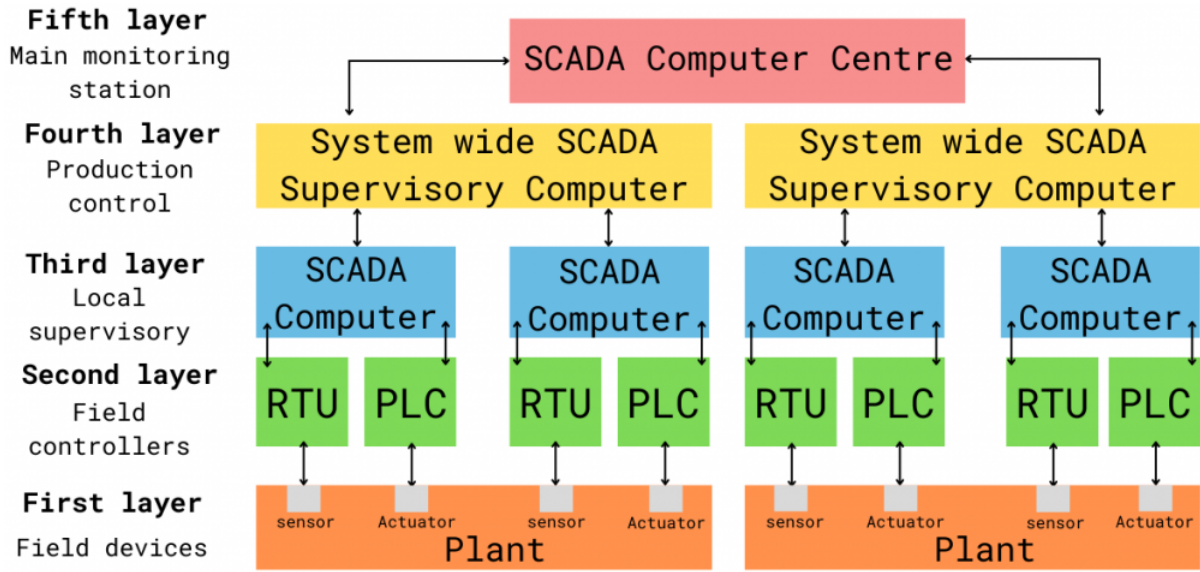 Fifth layer
Main monitoring
station
SCADA Computer Centre
Fourth layer
Production
control
System wide SCADA
Supervisory Computer
System wide SCADA
Supervisory Computer
Third layer
Local
supervisory
SCADA
Computer
SCADA
Computer
SCADA
Computer
SCADA
Computer
Second layer
Field
controllers
RTU
PLC
RTU
PLC
RTU
PLC
RTU
PLC
First layer
Field devices
sensor
Actuator
sensor
Actuator
Plant
sensor
Actuator
sensor
Actuator
Plant